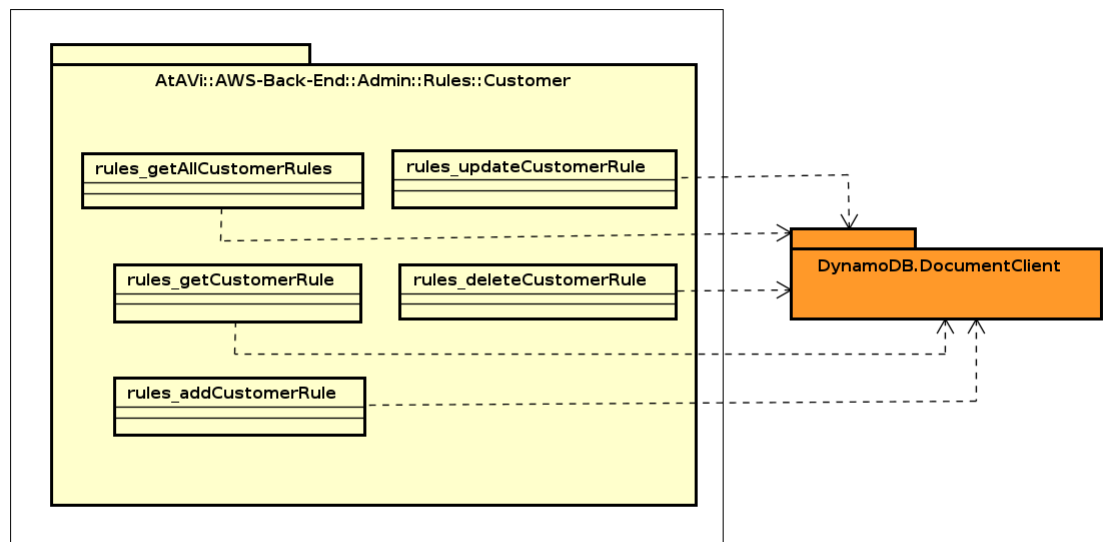 AtAVi::AWS-Back-End::Admin::Rules::Customer
rules_getAllCustomerRules
rules_updateCustomerRule
DynamoDB.DocumentClient
rules_getCustomerRule
rules_deleteCustomerRule
rules_addCustomerRule